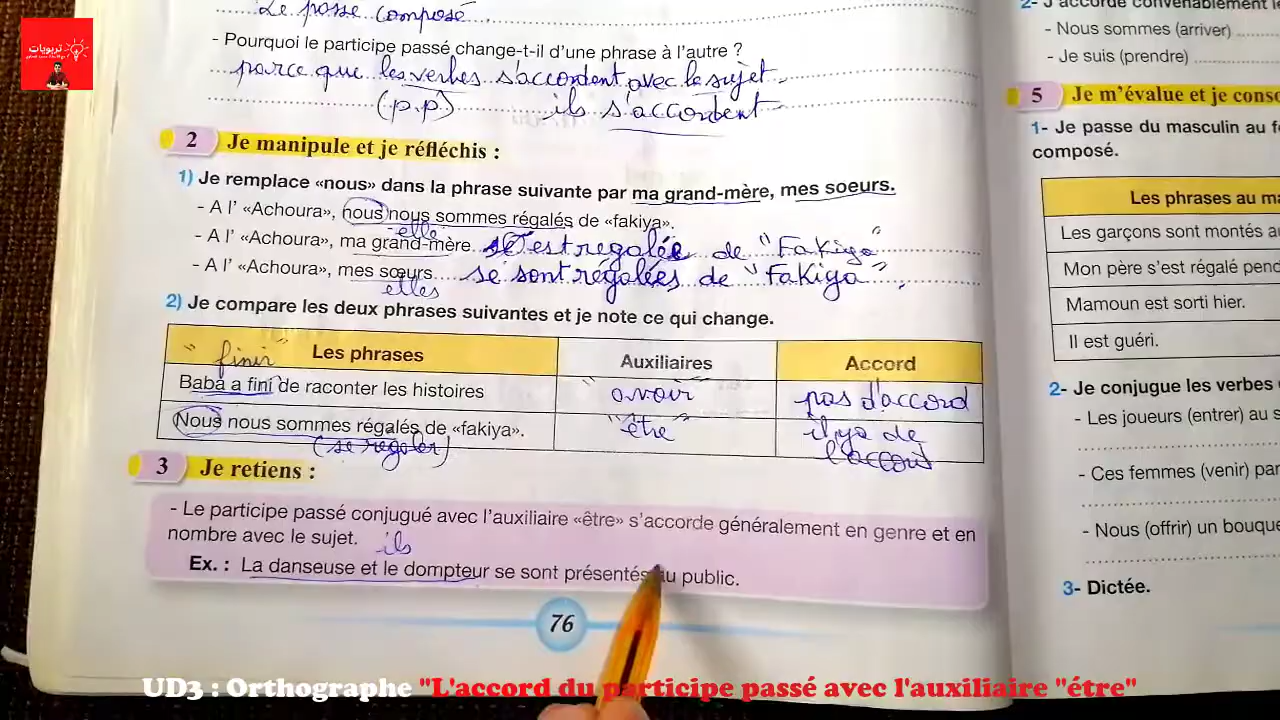 تربويات
Le passé composé
- Pourquoi le participe passé change-t-il d'une phrase à l'autre ?
parce que les verbes s'accordent avec le sujet.
(p.p) ils s'accordent
2 Je manipule et je réfléchis :
1) Je remplace «nous» dans la phrase suivante par ma grand-mère, mes soeurs.
- A l' «Achoura», nous nous sommes régalés de «fakiya».
elle
- A l' «Achoura», ma grand-mère s'est regalée de "Fakiya"
- A l' «Achoura», mes sœurs se sont régalées de "Fakiya".
elles
2) Je compare les deux phrases suivantes et je note ce qui change.
"finir" Les phrases Auxiliaires Accord
Baba a fini de raconter les histoires "avoir" pas d'accord
Nous nous sommes régalés de «fakiya». "être" il y a de
(se régaler) l'accord
3 Je retiens :
- Le participe passé conjugué avec l'auxiliaire «être» s'accorde généralement en genre et en
nombre avec le sujet. ils
Ex. : La danseuse et le dompteur se sont présentés au public.
76
2- J'accorde convenablement le
- Nous sommes (arriver)
- Je suis (prendre)
5 Je m'évalue et je conso
1- Je passe du masculin au fé
composé.
Les phrases au ma
Les garçons sont montés au
Mon père s'est régalé pend
Mamoun est sorti hier.
Il est guéri.
2- Je conjugue les verbes
- Les joueurs (entrer) au s
- Ces femmes (venir) par
- Nous (offrir) un bouque
3- Dictée.
UD3 : Orthographe "L'accord du participe passé avec l'auxiliaire "étre"